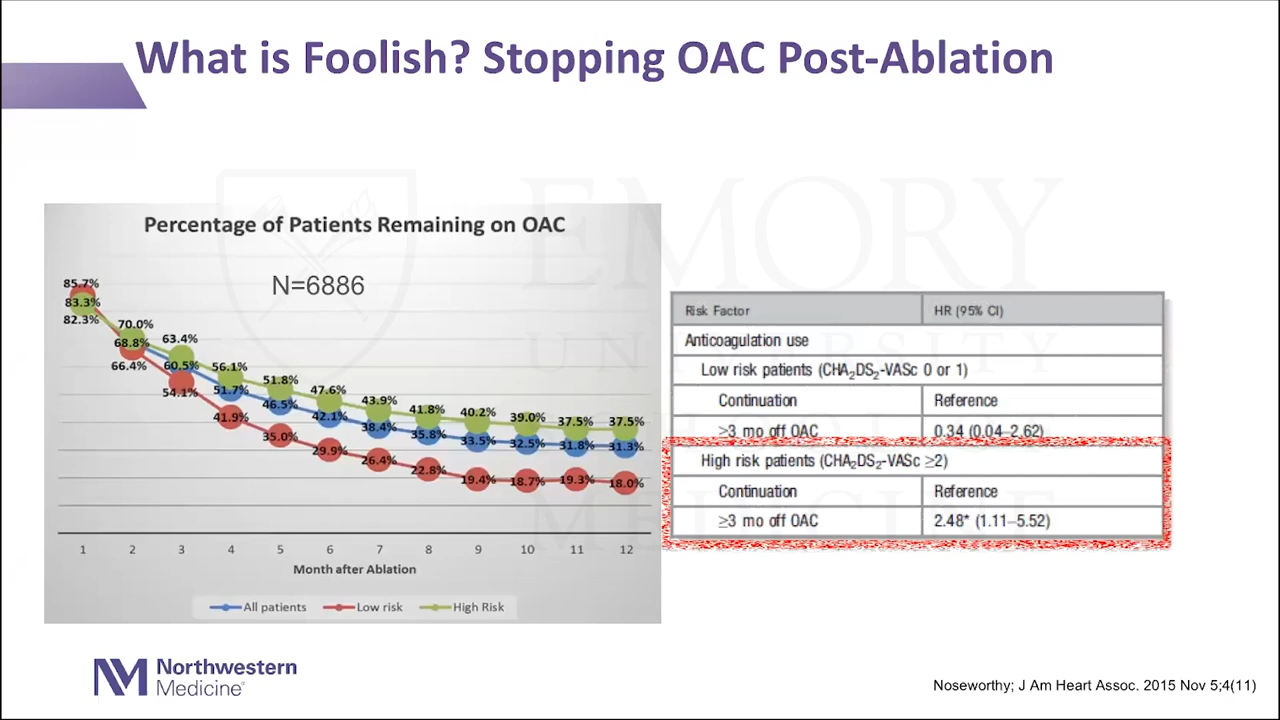 What is Foolish? Stopping OAC Post-Ablation
EMORY
UNIVERSITY
SCHOOL OF
MEDICINE
Percentage of Patients Remaining on OAC
N=6886
85.7%
83.3%
82.3%
70.0%
68.8%
66.4%
63.4%
60.5%
54.1%
56.1%
51.7%
41.9%
51.8%
46.5%
35.0%
47.6%
42.1%
29.9%
43.9%
38.4%
26.4%
41.8%
35.8%
22.8%
40.2%
33.5%
19.4%
39.0%
32.5%
18.7%
37.5%
31.8%
19.3%
37.5%
31.3%
18.0%
1 2 3 4 5 6 7 8 9 10 11 12
Month after Ablation
All patients Low risk High Risk
Risk Factor HR (95% CI)
Anticoagulation use
Low risk patients (CHA₂DS₂-VASc 0 or 1)
Continuation Reference
≥3 mo off OAC 0.34 (0.04–2.62)
High risk patients (CHA₂DS₂-VASc ≥2)
Continuation Reference
≥3 mo off OAC 2.48* (1.11–5.52)
NM Northwestern
Medicine®
Noseworthy; J Am Heart Assoc. 2015 Nov 5;4(11)